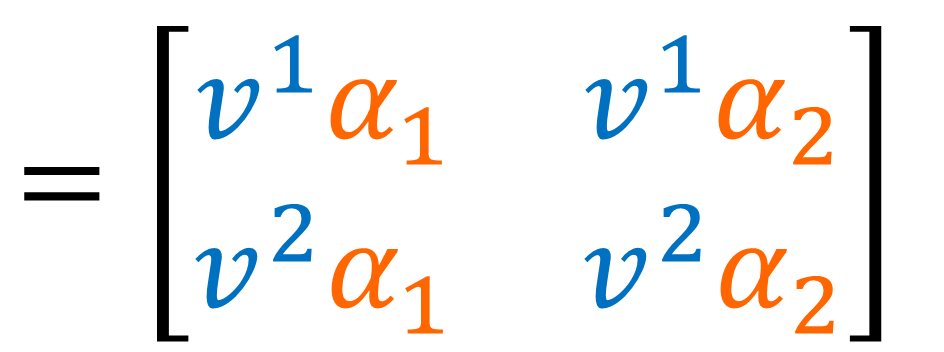 = [ v¹α₁ v¹α₂
v²α₁ v²α₂ ]